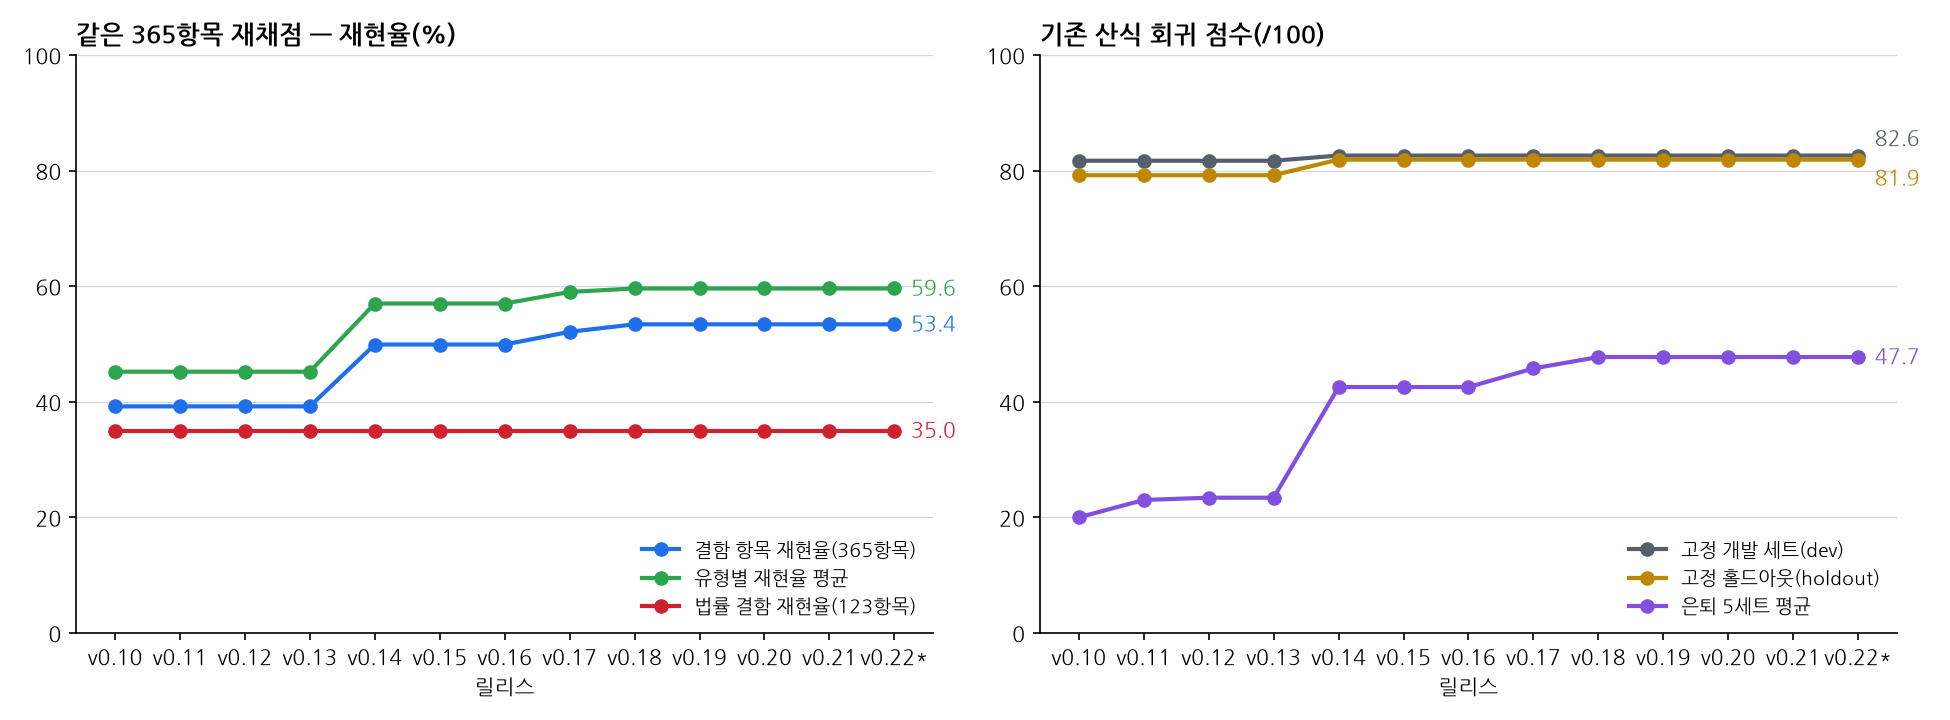 같은 365항목 재채점 — 재현율(%)
100
80
60
40
20
0
59.6
53.4
35.0
결함 항목 재현율(365항목)
유형별 재현율 평균
법률 결함 재현율(123항목)
v0.10 v0.11 v0.12 v0.13 v0.14 v0.15 v0.16 v0.17 v0.18 v0.19 v0.20 v0.21 v0.22*
릴리스
기존 산식 회귀 점수(/100)
100
80
60
40
20
0
82.6
81.9
47.7
고정 개발 세트(dev)
고정 홀드아웃(holdout)
은퇴 5세트 평균
v0.10 v0.11 v0.12 v0.13 v0.14 v0.15 v0.16 v0.17 v0.18 v0.19 v0.20 v0.21 v0.22*
릴리스